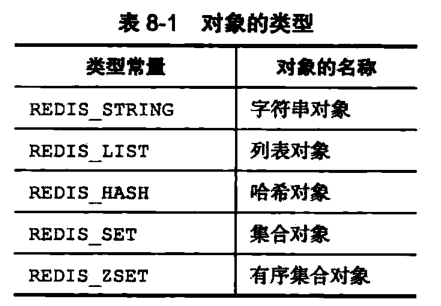 表 8-1 对象的类型
类型常量 对象的名称
REDIS_STRING 字符串对象
REDIS_LIST 列表对象
REDIS_HASH 哈希对象
REDIS_SET 集合对象
REDIS_ZSET 有序集合对象